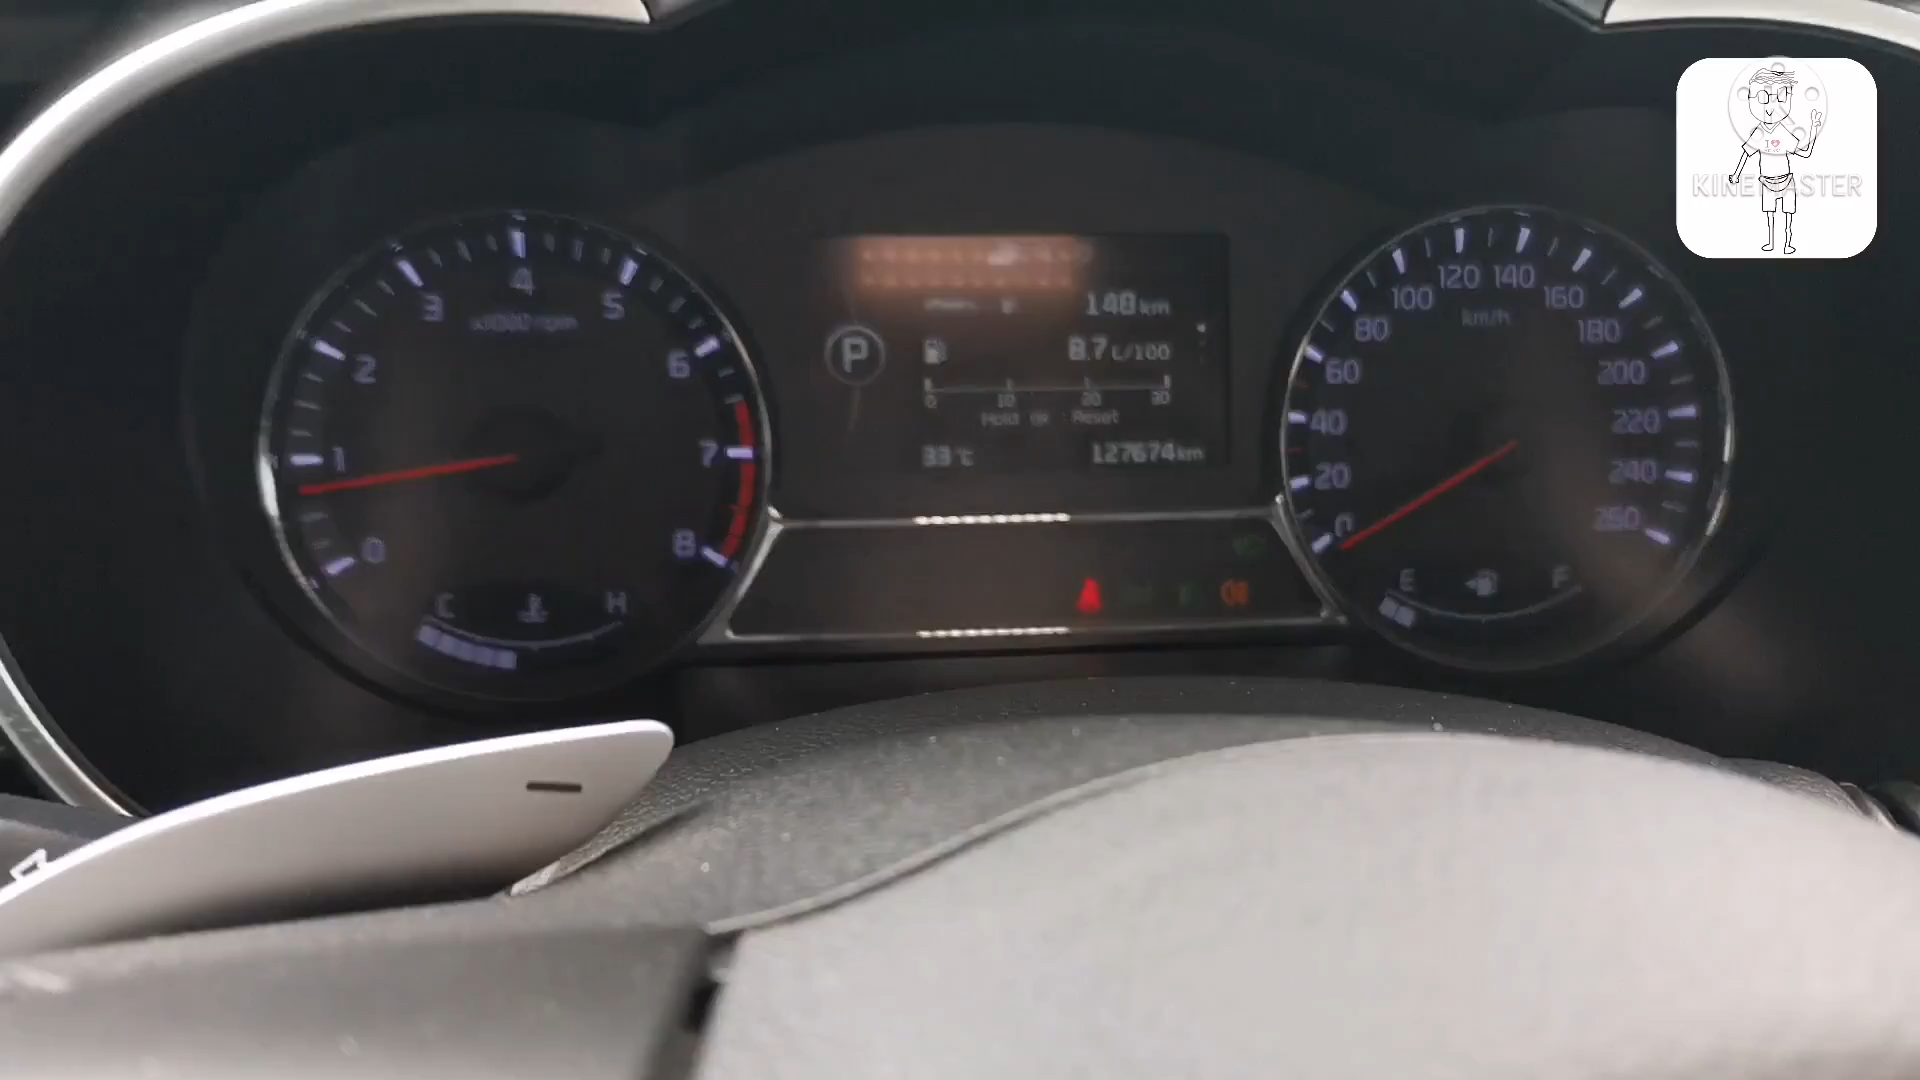 0
1
2
3
4
5
6
7
8
x1000 rpm
C
H
P
148 km
8.7 L/100
0 10 20 30
Hold OK : Reset
33°C
127674 km
0
20
40
60
80
100
120
140
160
180
200
220
240
260
km/h
E
F
KINEMASTER
I